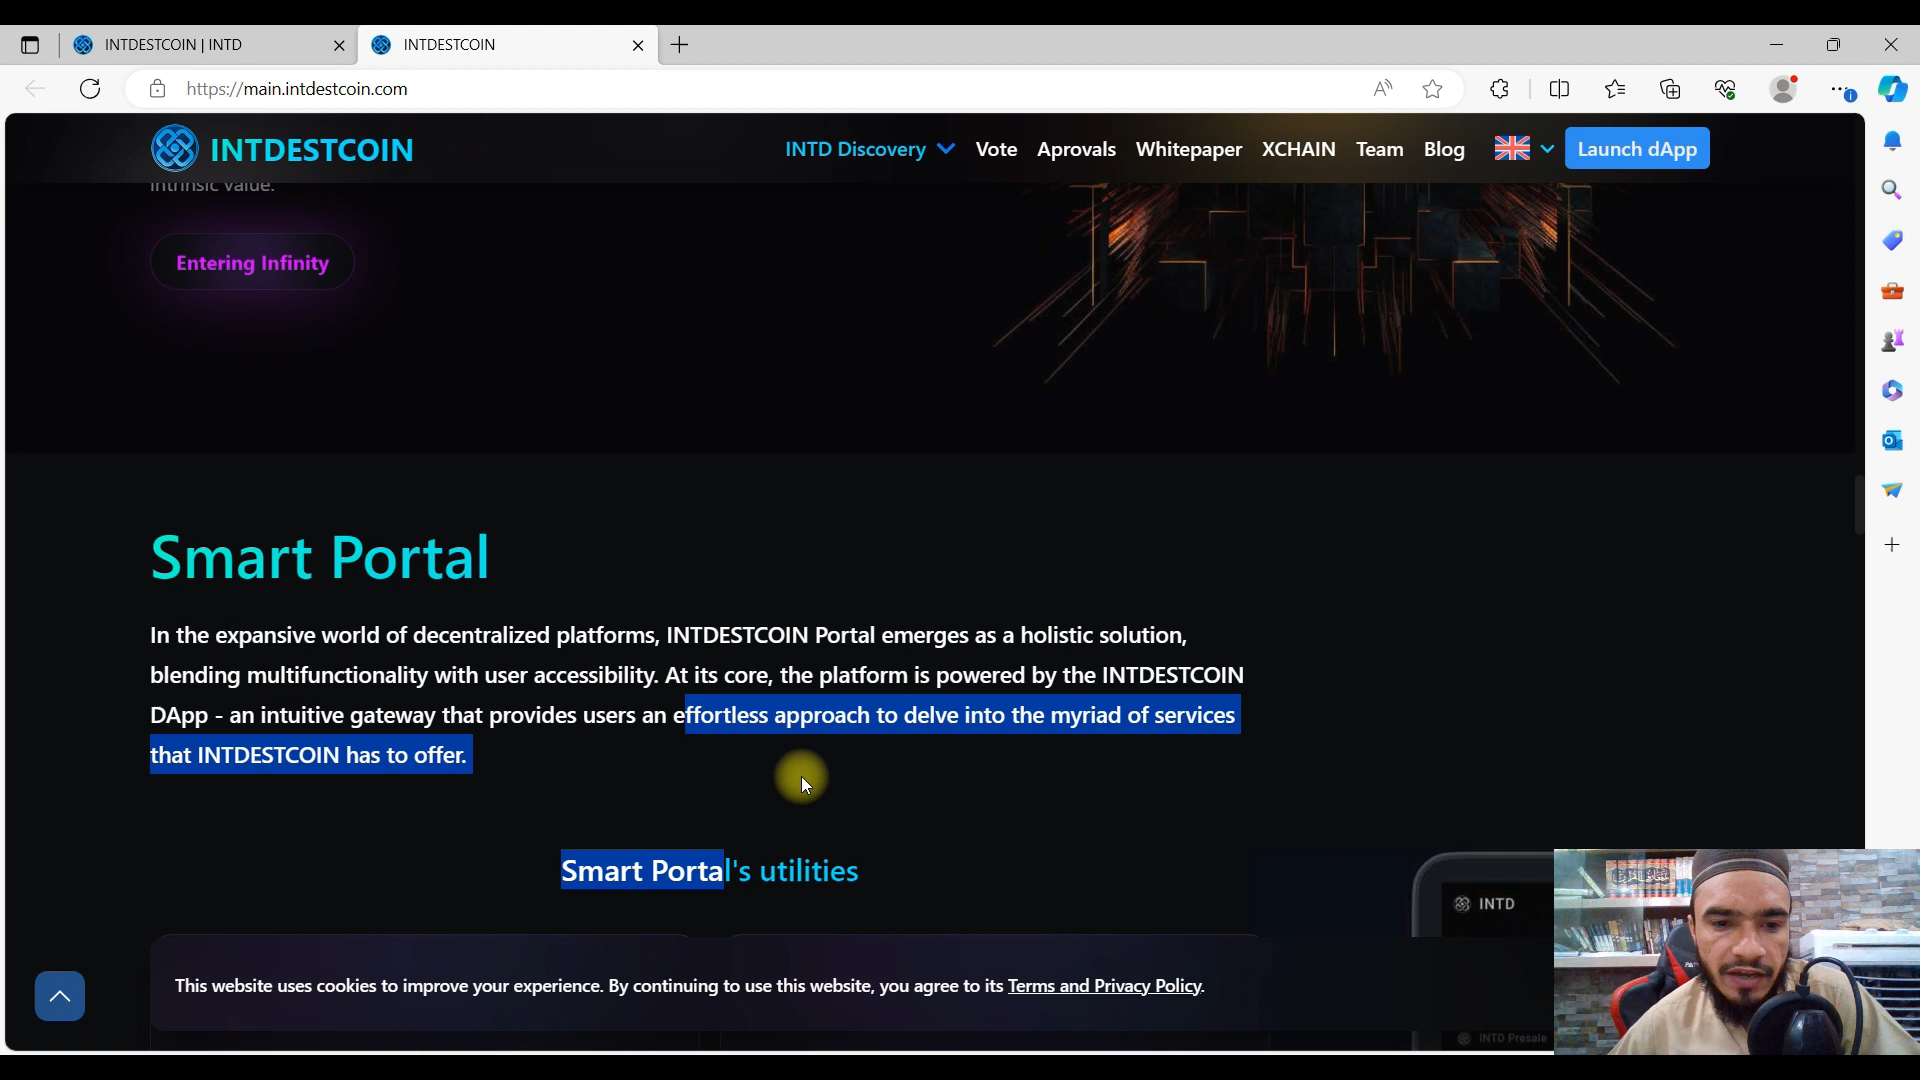 INTDESTCOIN | INTD
INTDESTCOIN
https://main.intdestcoin.com
INTDESTCOIN
INTD Discovery
Vote
Aprovals
Whitepaper
XCHAIN
Team
Blog
Launch dApp
intrinsic value.
Entering Infinity
Smart Portal
In the expansive world of decentralized platforms, INTDESTCOIN Portal emerges as a holistic solution,
blending multifunctionality with user accessibility. At its core, the platform is powered by the INTDESTCOIN
DApp - an intuitive gateway that provides users an effortless approach to delve into the myriad of services
that INTDESTCOIN has to offer.
Smart Portal's utilities
INTD
This website uses cookies to improve your experience. By continuing to use this website, you agree to its Terms and Privacy Policy.
INTD Presale